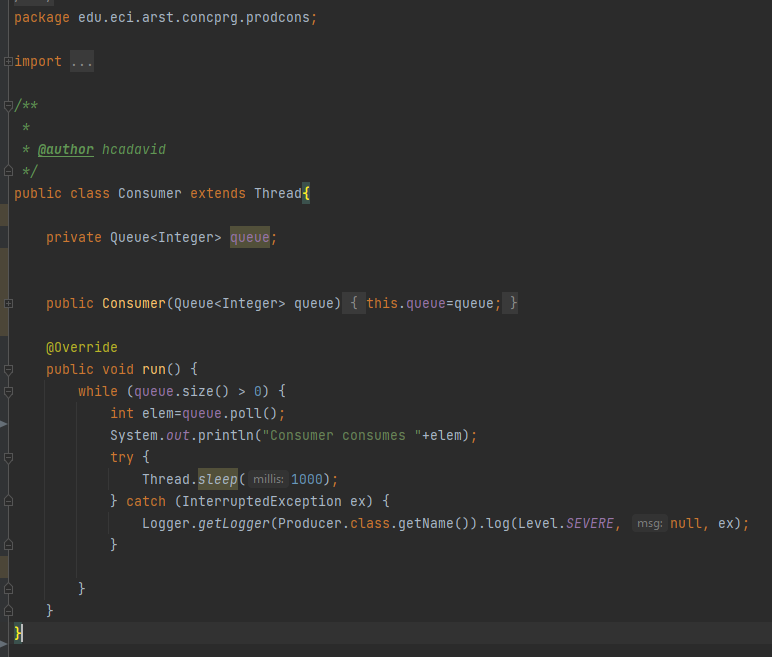 package edu.eci.arst.concprg.prodcons;
import ...
/**
 *
 * @author hcadavid
 */
public class Consumer extends Thread{
    private Queue<Integer> queue;
    public Consumer(Queue<Integer> queue) { this.queue=queue; }
    @Override
    public void run() {
        while (queue.size() > 0) {
            int elem=queue.poll();
            System.out.println("Consumer consumes "+elem);
            try {
                Thread.sleep( millis: 1000);
            } catch (InterruptedException ex) {
                Logger.getLogger(Producer.class.getName()).log(Level.SEVERE, msg: null, ex);
            }
        }
    }
}